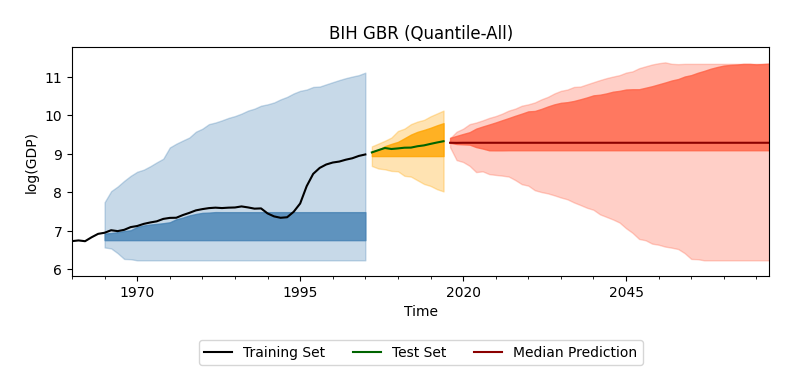 BIH GBR (Quantile-All)
log(GDP)
11
10
9
8
7
6
1970 1995 2020 2045
Time
Training Set Test Set Median Prediction